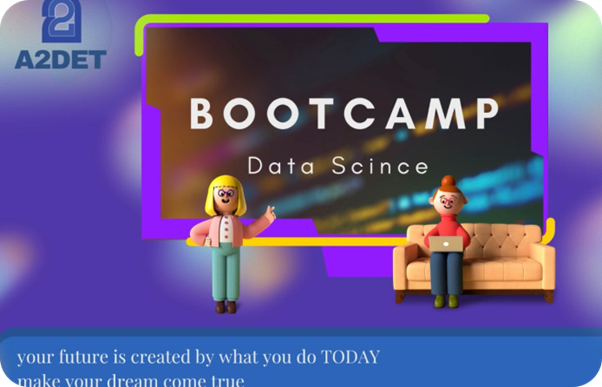 A2DET
BOOTCAMP
Data Scince
your future is created by what you do TODAY
make your dream come true